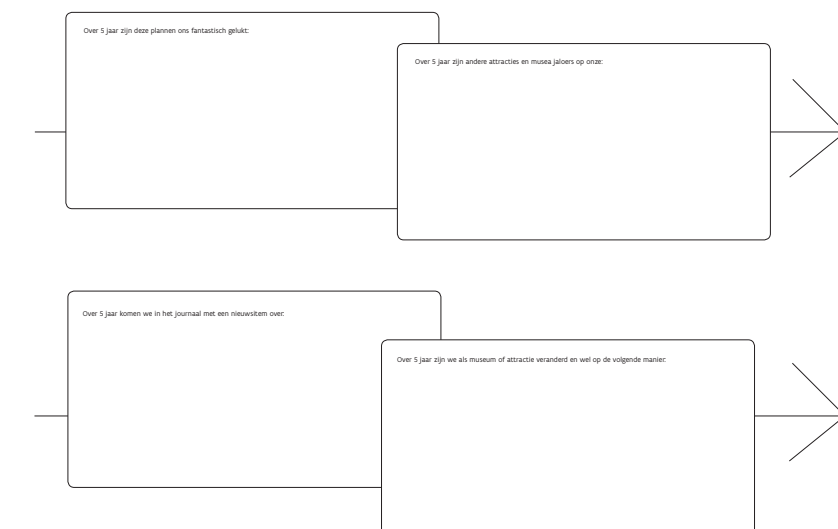 Over 5 jaar zijn deze plannen ons fantastisch gelukt:
Over 5 jaar zijn andere attracties en musea jaloers op onze:
Over 5 jaar komen we in het journaal met een nieuwsitem over:
Over 5 jaar zijn we als museum of attractie veranderd en wel op de volgende manier: